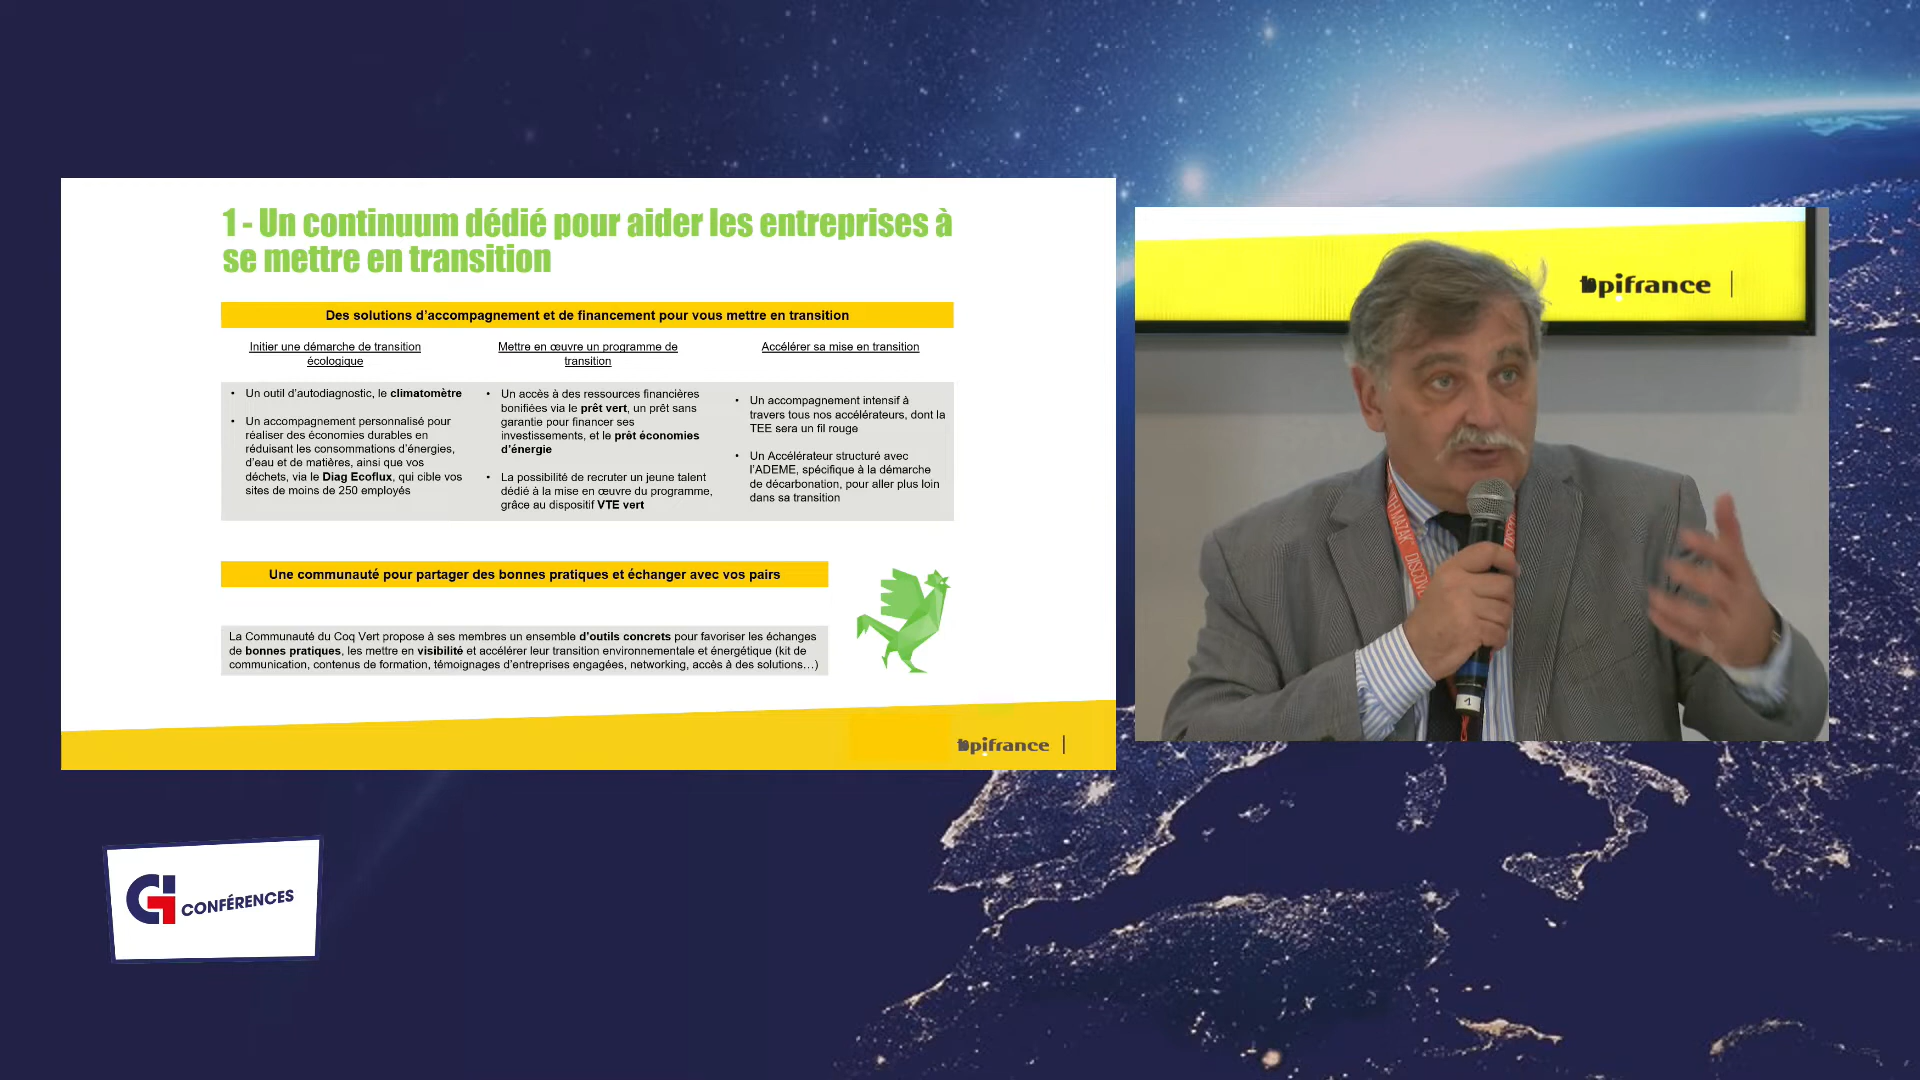 1 - Un continuum dédié pour aider les entreprises à
se mettre en transition
Des solutions d’accompagnement et de financement pour vous mettre en transition
Initier une démarche de transition
écologique
• Un outil d’autodiagnostic, le climatomètre
• Un accompagnement personnalisé pour
réaliser des économies durables en
réduisant les consommations d’énergies,
d’eau et de matières, ainsi que vos
déchets, via le Diag Ecoflux, qui cible vos
sites de moins de 250 employés
Mettre en œuvre un programme de
transition
• Un accès à des ressources financières
bonifiées via le prêt vert, un prêt sans
garantie pour financer ses
investissements, et le prêt économies
d’énergie
• La possibilité de recruter un jeune talent
dédié à la mise en œuvre du programme,
grâce au dispositif VTE vert
Accélérer sa mise en transition
• Un accompagnement intensif à
travers tous nos accélérateurs, dont la
TEE sera un fil rouge
• Un Accélérateur structuré avec
l’ADEME, spécifique à la démarche
de décarbonation, pour aller plus loin
dans sa transition
Une communauté pour partager des bonnes pratiques et échanger avec vos pairs
La Communauté du Coq Vert propose à ses membres un ensemble d’outils concrets pour favoriser les échanges
de bonnes pratiques, les mettre en visibilité et accélérer leur transition environnementale et énergétique (kit de
communication, contenus de formation, témoignages d’entreprises engagées, networking, accès à des solutions…)
bpifrance
bpifrance
MAZAK
1
GI CONFÉRENCES